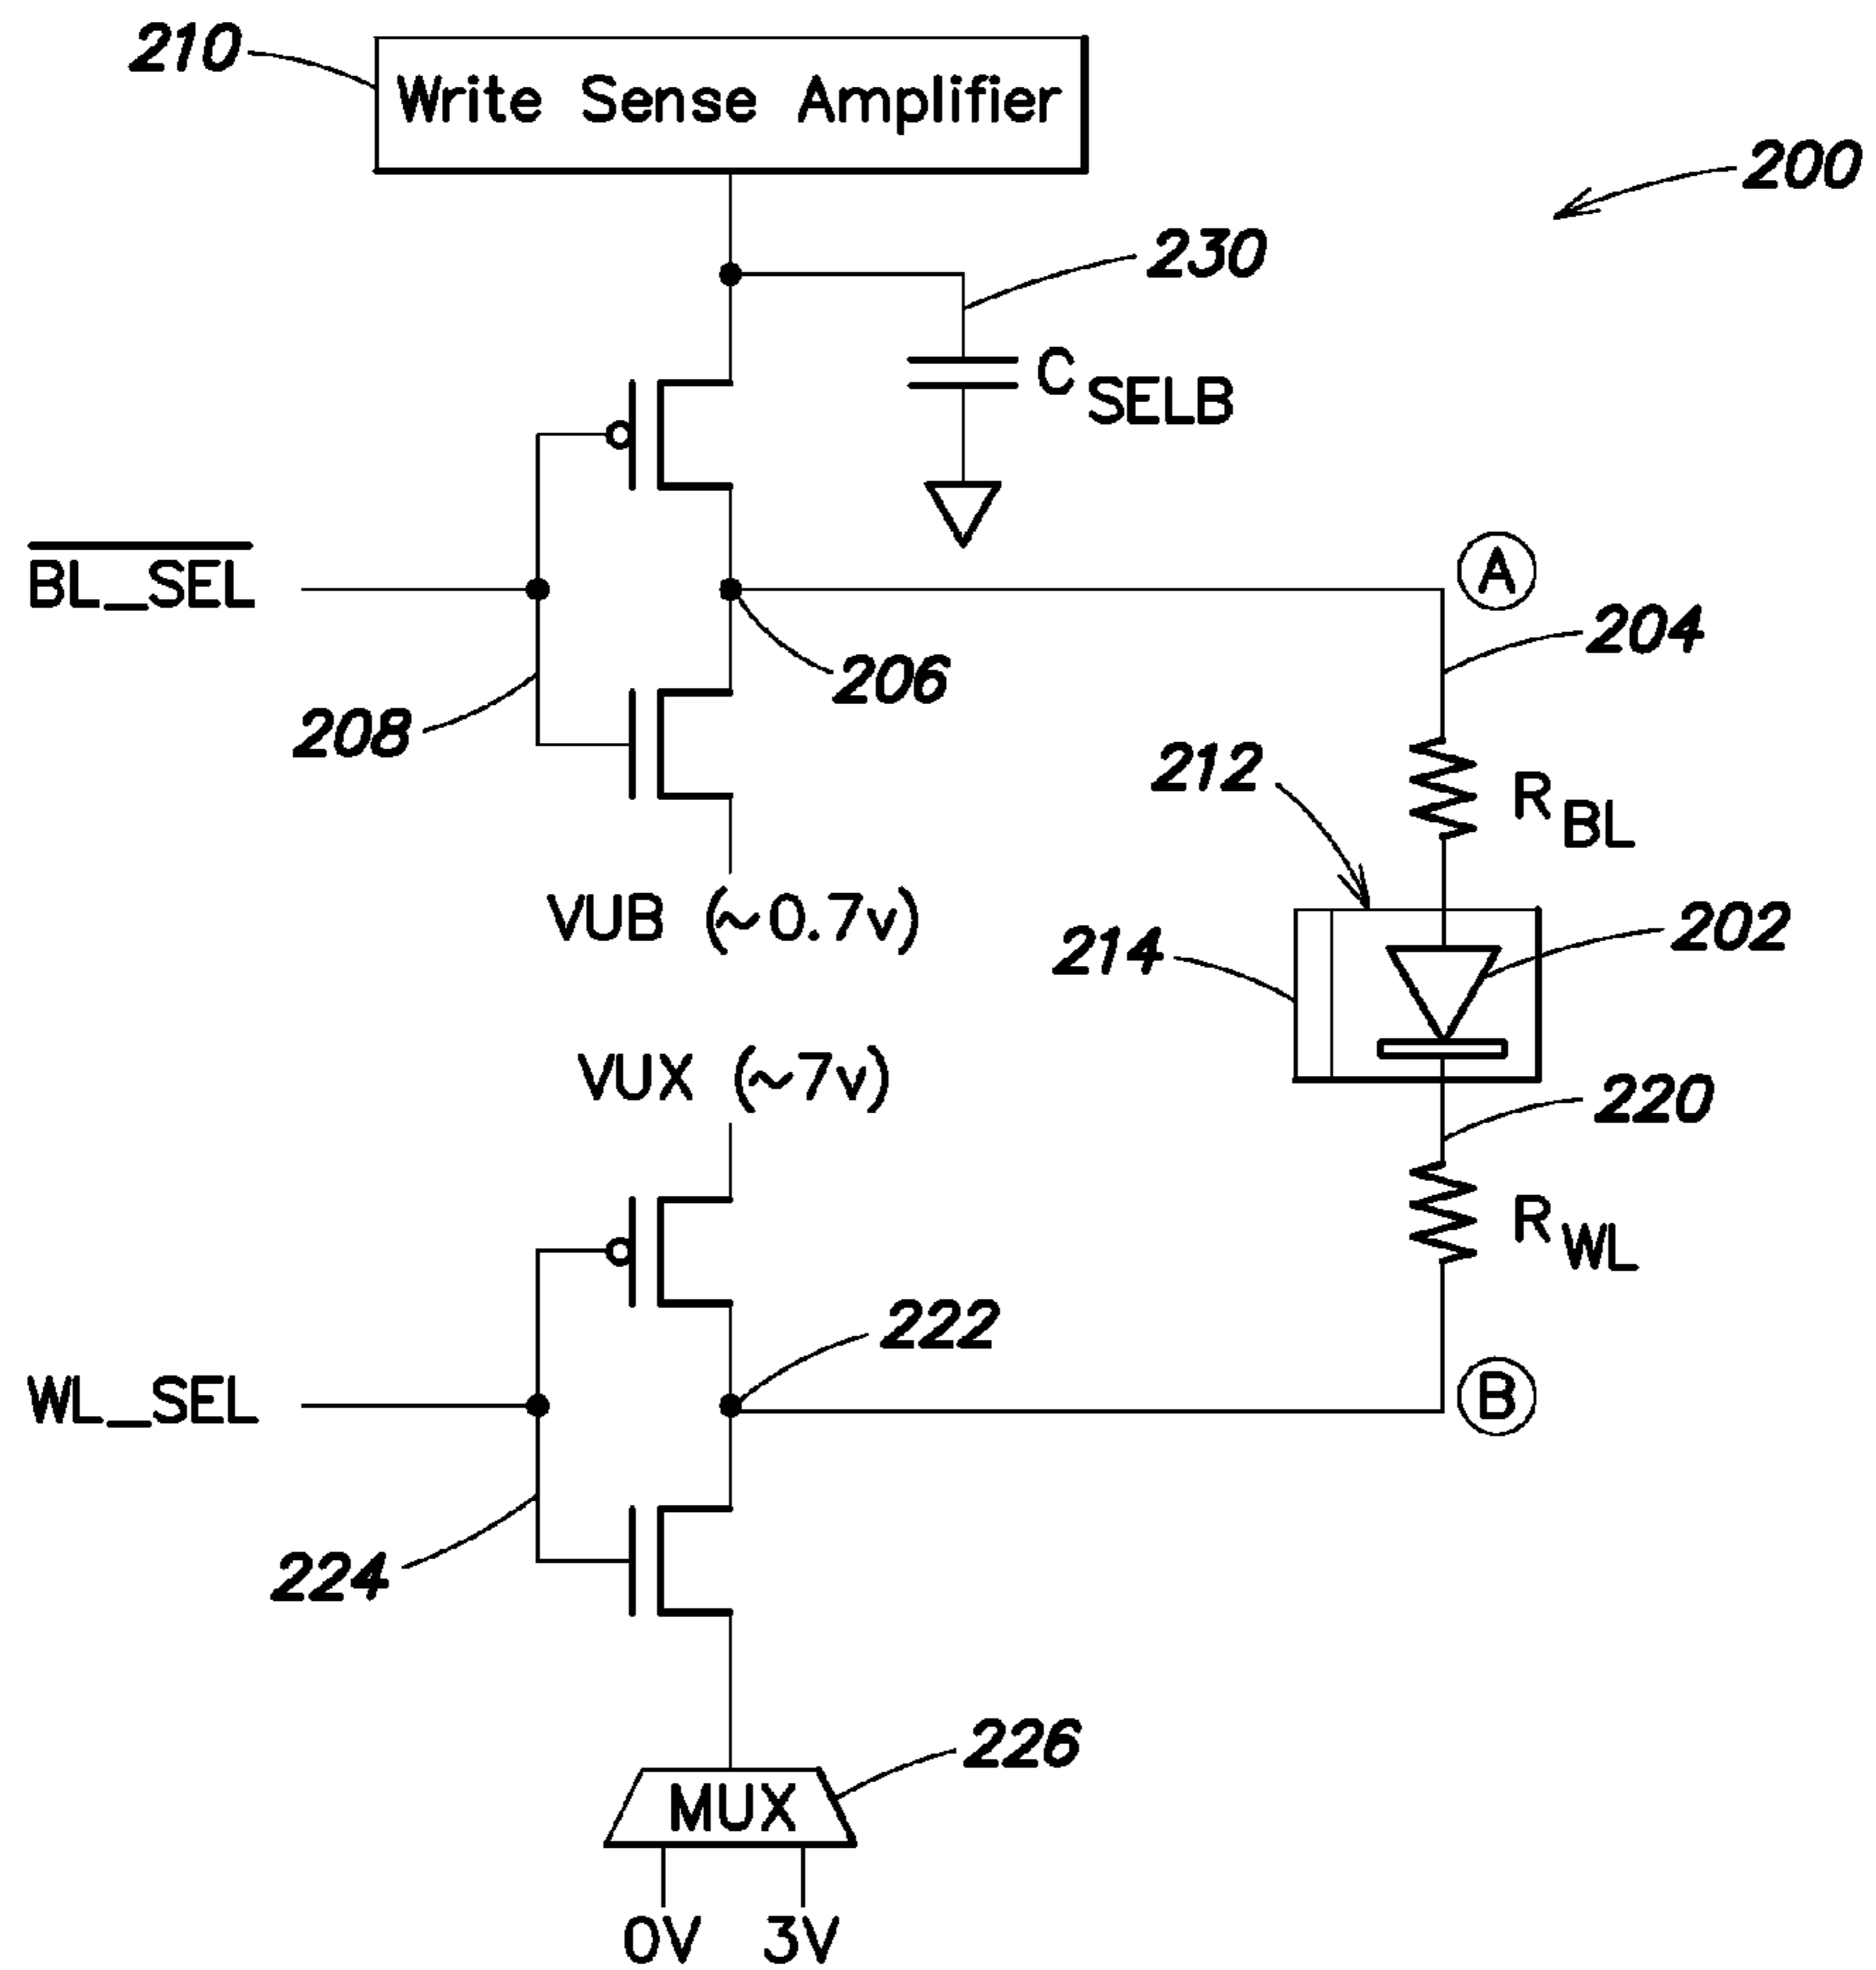 210
Write Sense Amplifier
200
230
C SELB
BL_SEL
A
204
206
208
212
R BL
VUB (~0.7v)
214
202
VUX (~7v)
220
R WL
222
WL_SEL
B
224
226
MUX
0V 3V